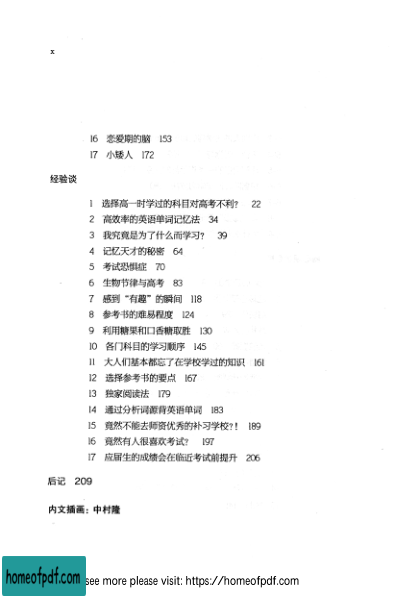 x
16 恋爱期的脑 153
17 小矮人 172
经验谈
1 选择高一时学过的科目对高考不利? 22
2 高效率的英语单词记忆法 34
3 我究竟是为了什么而学习? 39
4 记忆天才的秘密 64
5 考试恐惧症 70
6 生物节律与高考 83
7 感到“有趣”的瞬间 118
8 参考书的难易程度 124
9 利用糖果和口香糖取胜 130
10 各门科目的学习顺序 145
11 大人们基本都忘了在学校学过的知识 161
12 选择参考书的要点 167
13 独家阅读法 179
14 通过分析词源背英语单词 183
15 竟然不能去师资优秀的补习学校?! 189
16 竟然有人很喜欢考试? 197
17 应届生的成绩会在临近考试前提升 206
后记 209
内文插画: 中村隆
homeofpdf.com
see more please visit: https://homeofpdf.com